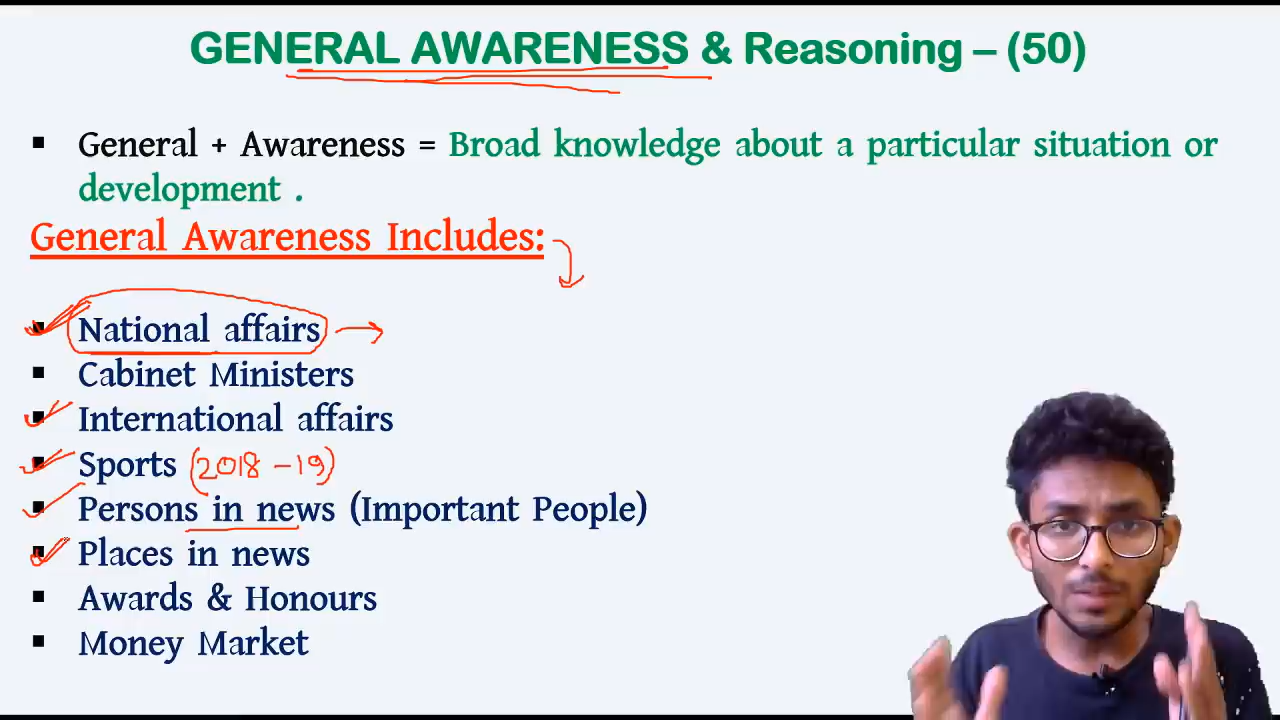 GENERAL AWARENESS & Reasoning – (50)
▪ General + Awareness = Broad knowledge about a particular situation or
development .
General Awareness Includes:
▪ National affairs
▪ Cabinet Ministers
▪ International affairs
▪ Sports (2018 - 19)
▪ Persons in news (Important People)
▪ Places in news
▪ Awards & Honours
▪ Money Market